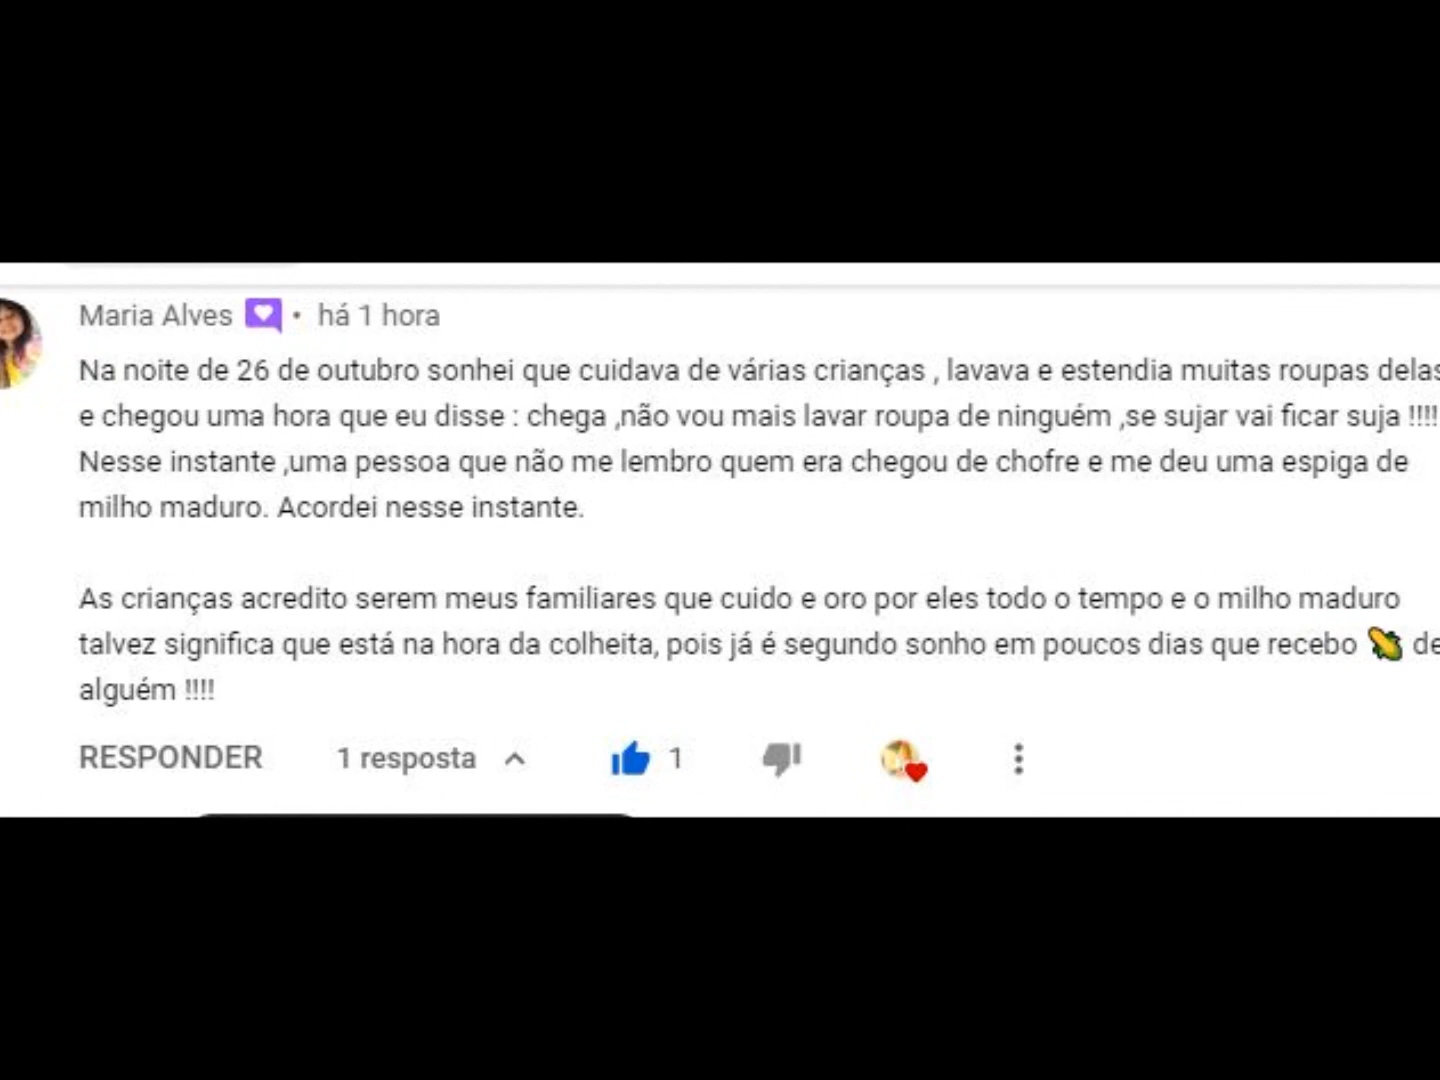 Maria Alves • há 1 hora
Na noite de 26 de outubro sonhei que cuidava de várias crianças , lavava e estendia muitas roupas delas
e chegou uma hora que eu disse : chega ,não vou mais lavar roupa de ninguém ,se sujar vai ficar suja !!!!
Nesse instante ,uma pessoa que não me lembro quem era chegou de chofre e me deu uma espiga de
milho maduro. Acordei nesse instante.
As crianças acredito serem meus familiares que cuido e oro por eles todo o tempo e o milho maduro
talvez significa que está na hora da colheita, pois já é segundo sonho em poucos dias que recebo 🌽 de
alguém !!!!
RESPONDER 1 resposta 1